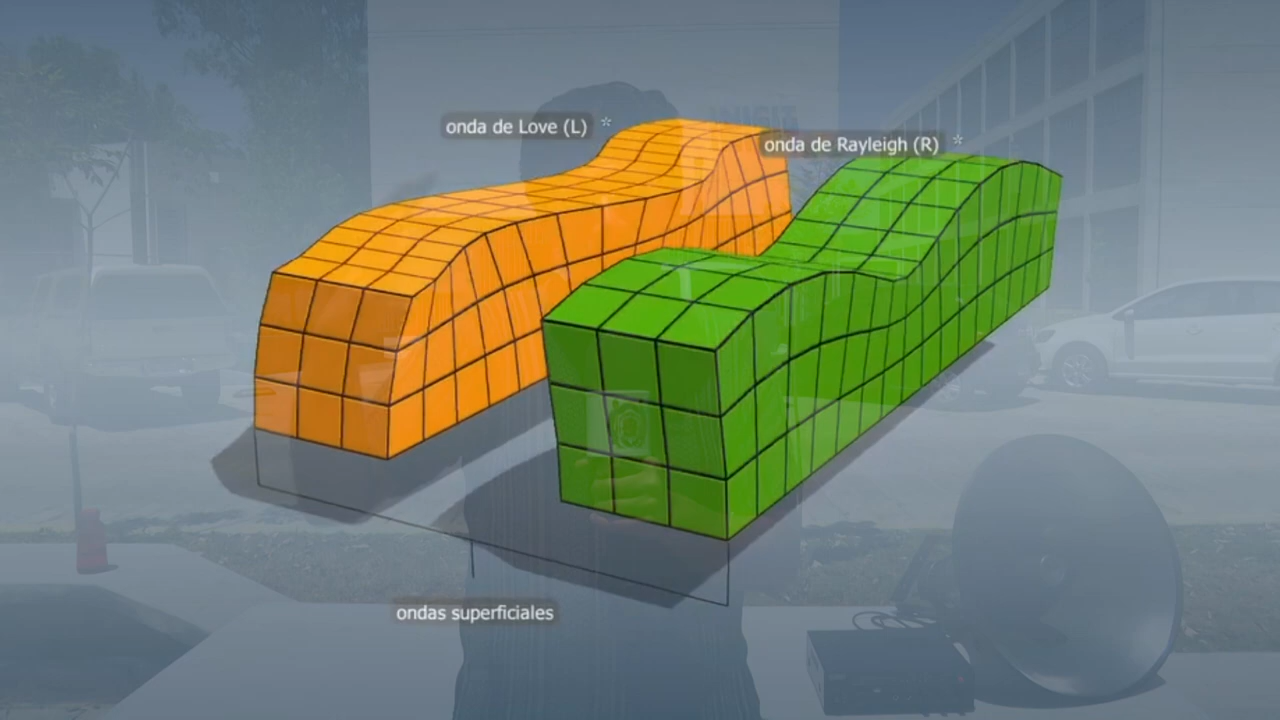 onda de Love (L) *
onda de Rayleigh (R) *
ondas superficiales